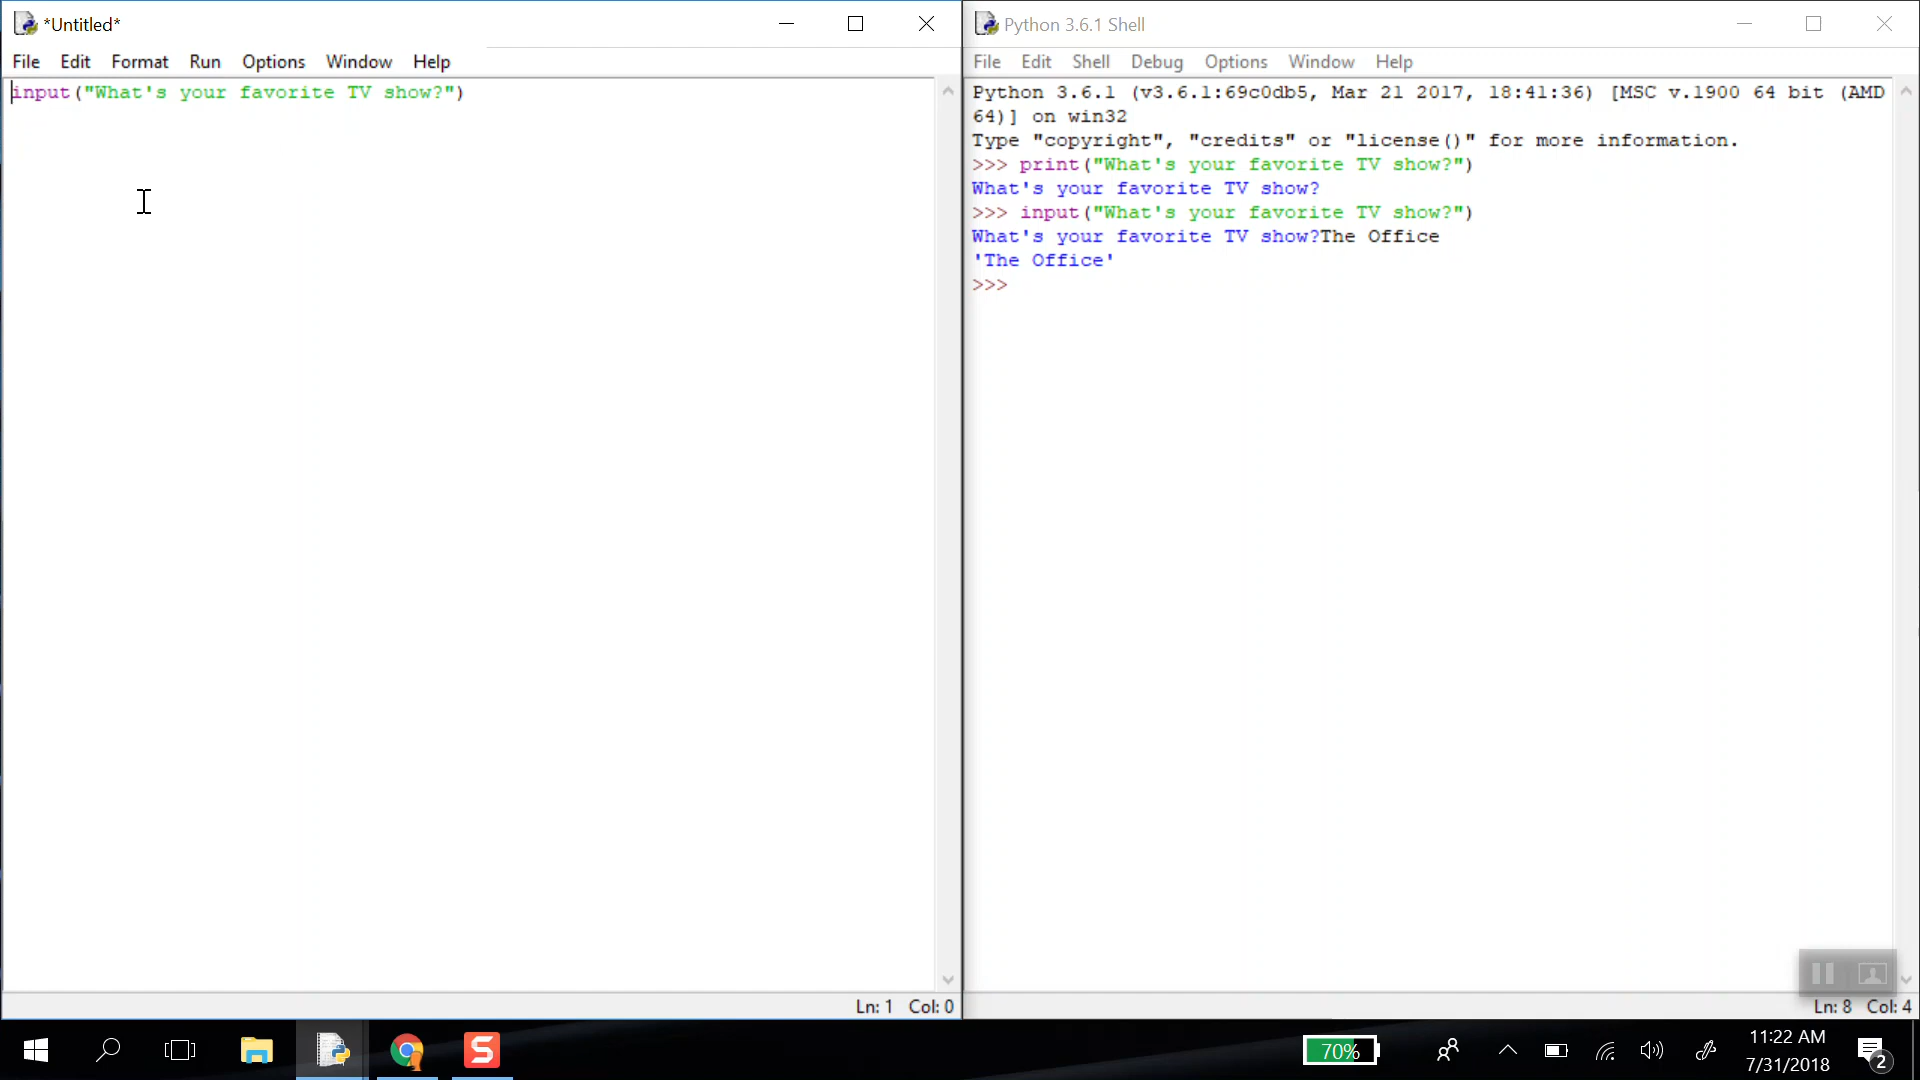 *Untitled*
File Edit Format Run Options Window Help
input("What's your favorite TV show?")
Ln: 1 Col: 0
Python 3.6.1 Shell
File Edit Shell Debug Options Window Help
Python 3.6.1 (v3.6.1:69c0db5, Mar 21 2017, 18:41:36) [MSC v.1900 64 bit (AMD
64)] on win32
Type "copyright", "credits" or "license()" for more information.
>>> print("What's your favorite TV show?")
What's your favorite TV show?
>>> input("What's your favorite TV show?")
What's your favorite TV show?The Office
'The Office'
>>>
Ln: 8 Col: 4
S
70%
11:22 AM
7/31/2018
2